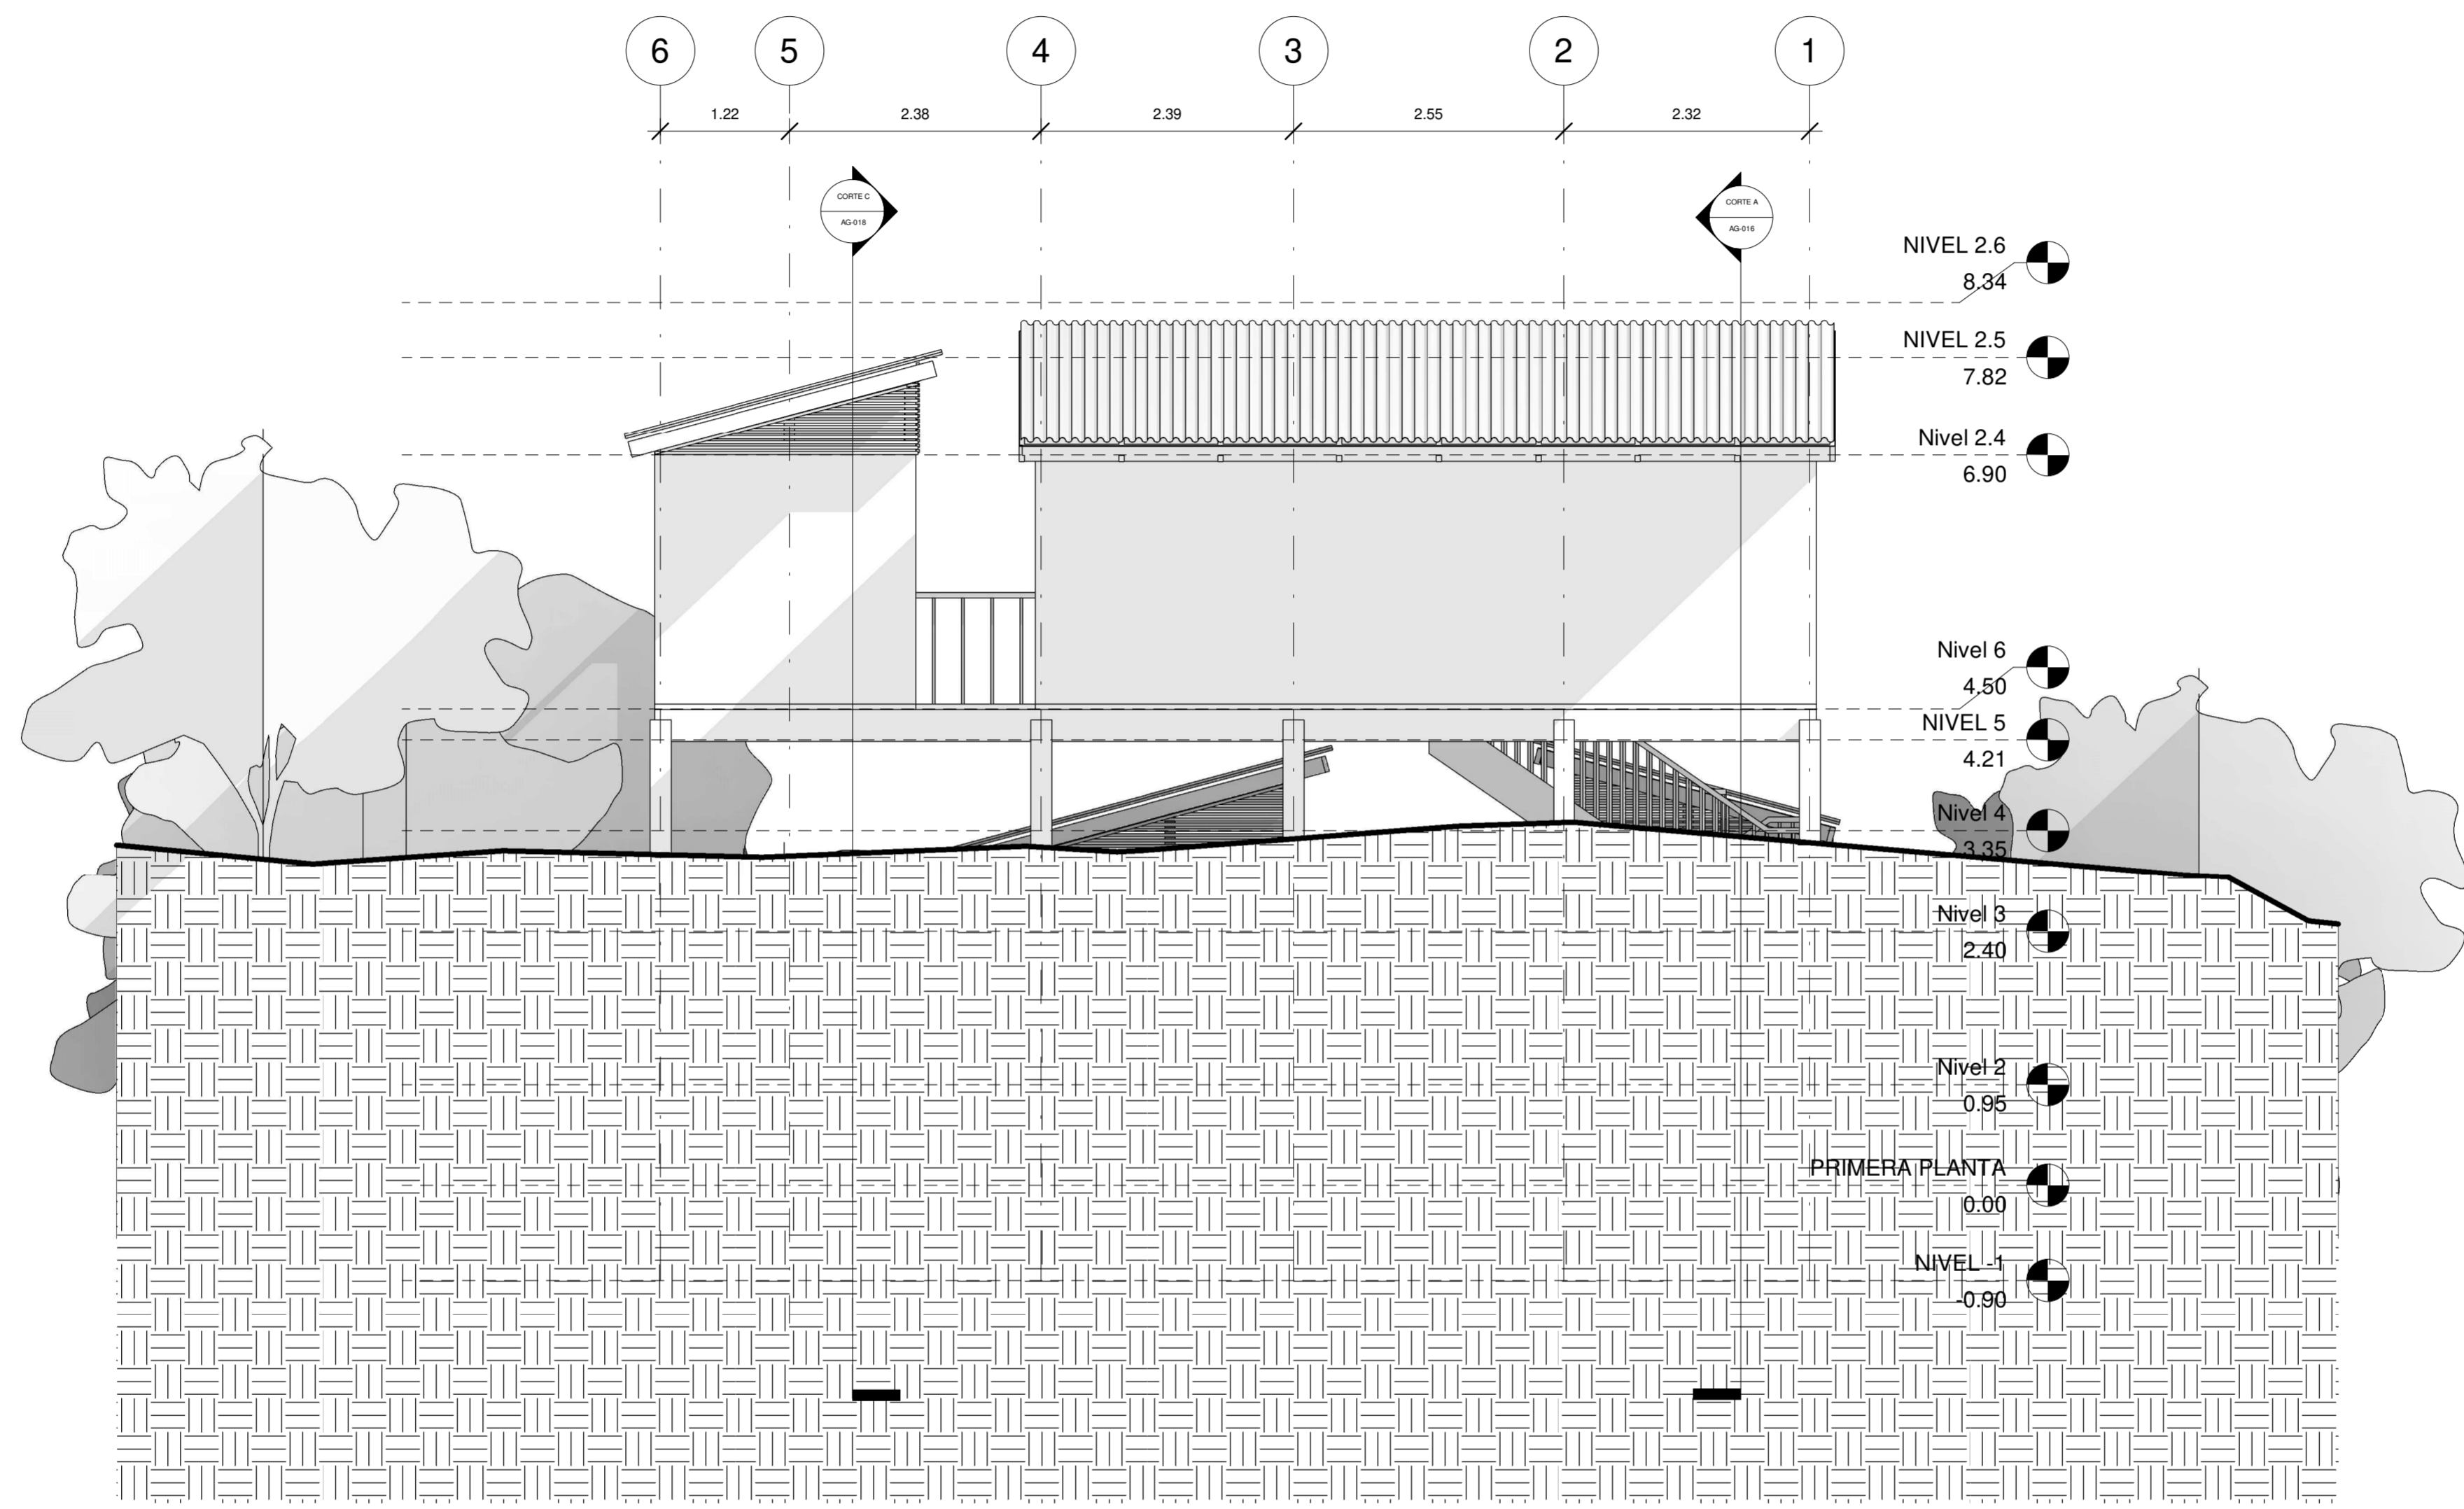 6 5 4 3 2 1
1.22 2.38 2.39 2.55 2.32
CORTE C
AG-018
CORTE A
AG-016
NIVEL 2.6
8.34
NIVEL 2.5
7.82
Nivel 2.4
6.90
Nivel 6
4.50
NIVEL 5
4.21
Nivel 4
3.35
Nivel 3
2.40
Nivel 2
0.95
PRIMERA PLANTA
0.00
NIVEL -1
-0.90